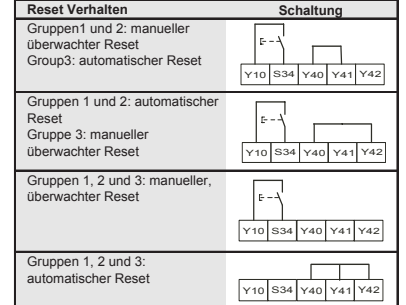 Reset Verhalten Schaltung
Gruppen1 und 2: manueller
überwachter Reset
Group3: automatischer Reset
Y10 S34 Y40 Y41 Y42
Gruppen 1 und 2: automatischer
Reset
Gruppe 3: manueller
überwachter Reset
Y10 S34 Y40 Y41 Y42
Gruppen 1, 2 und 3: manueller,
überwachter Reset
Y10 S34 Y40 Y41 Y42
Gruppen 1, 2 und 3:
automatischer Reset
Y10 S34 Y40 Y41 Y42